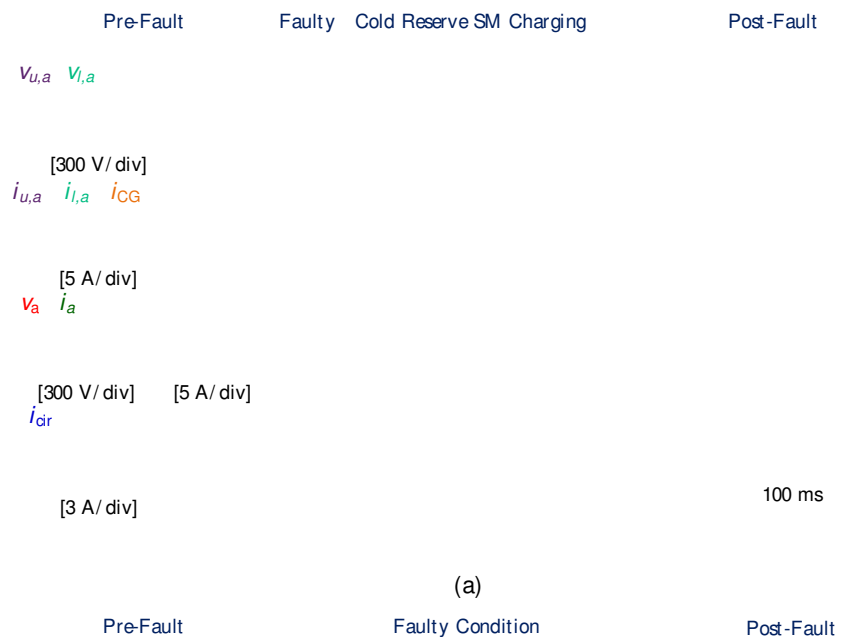 Pre-Fault Faulty Cold Reserve SM Charging Post-Fault
v_{u,a} v_{l,a}
[300 V/div]
i_{u,a} i_{l,a} i_{CG}
[5 A/div]
v_a i_a
[300 V/div] [5 A/div]
i_{cir}
100 ms
[3 A/div]
(a)
Pre-Fault Faulty Condition Post-Fault